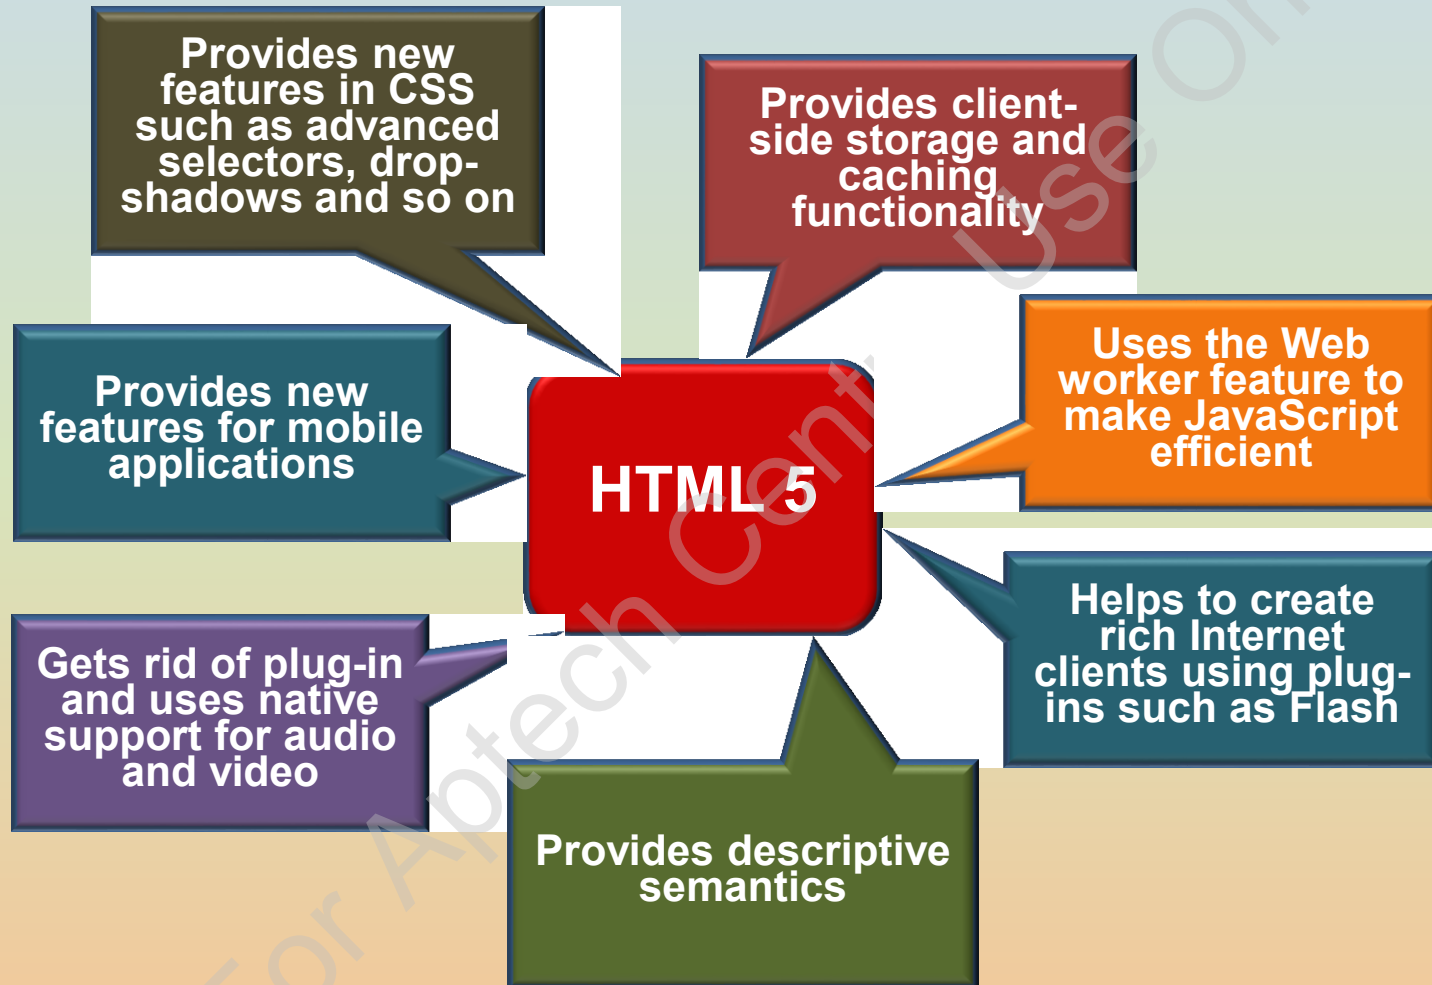 Provides new
features in CSS
such as advanced
selectors, drop-
shadows and so on
Provides client-
side storage and
caching
functionality
Provides new
features for mobile
applications
HTML 5
Uses the Web
worker feature to
make JavaScript
efficient
Gets rid of plug-in
and uses native
support for audio
and video
Helps to create
rich Internet
clients using plug-
ins such as Flash
Provides descriptive
semantics
For Aptech Cent Use On